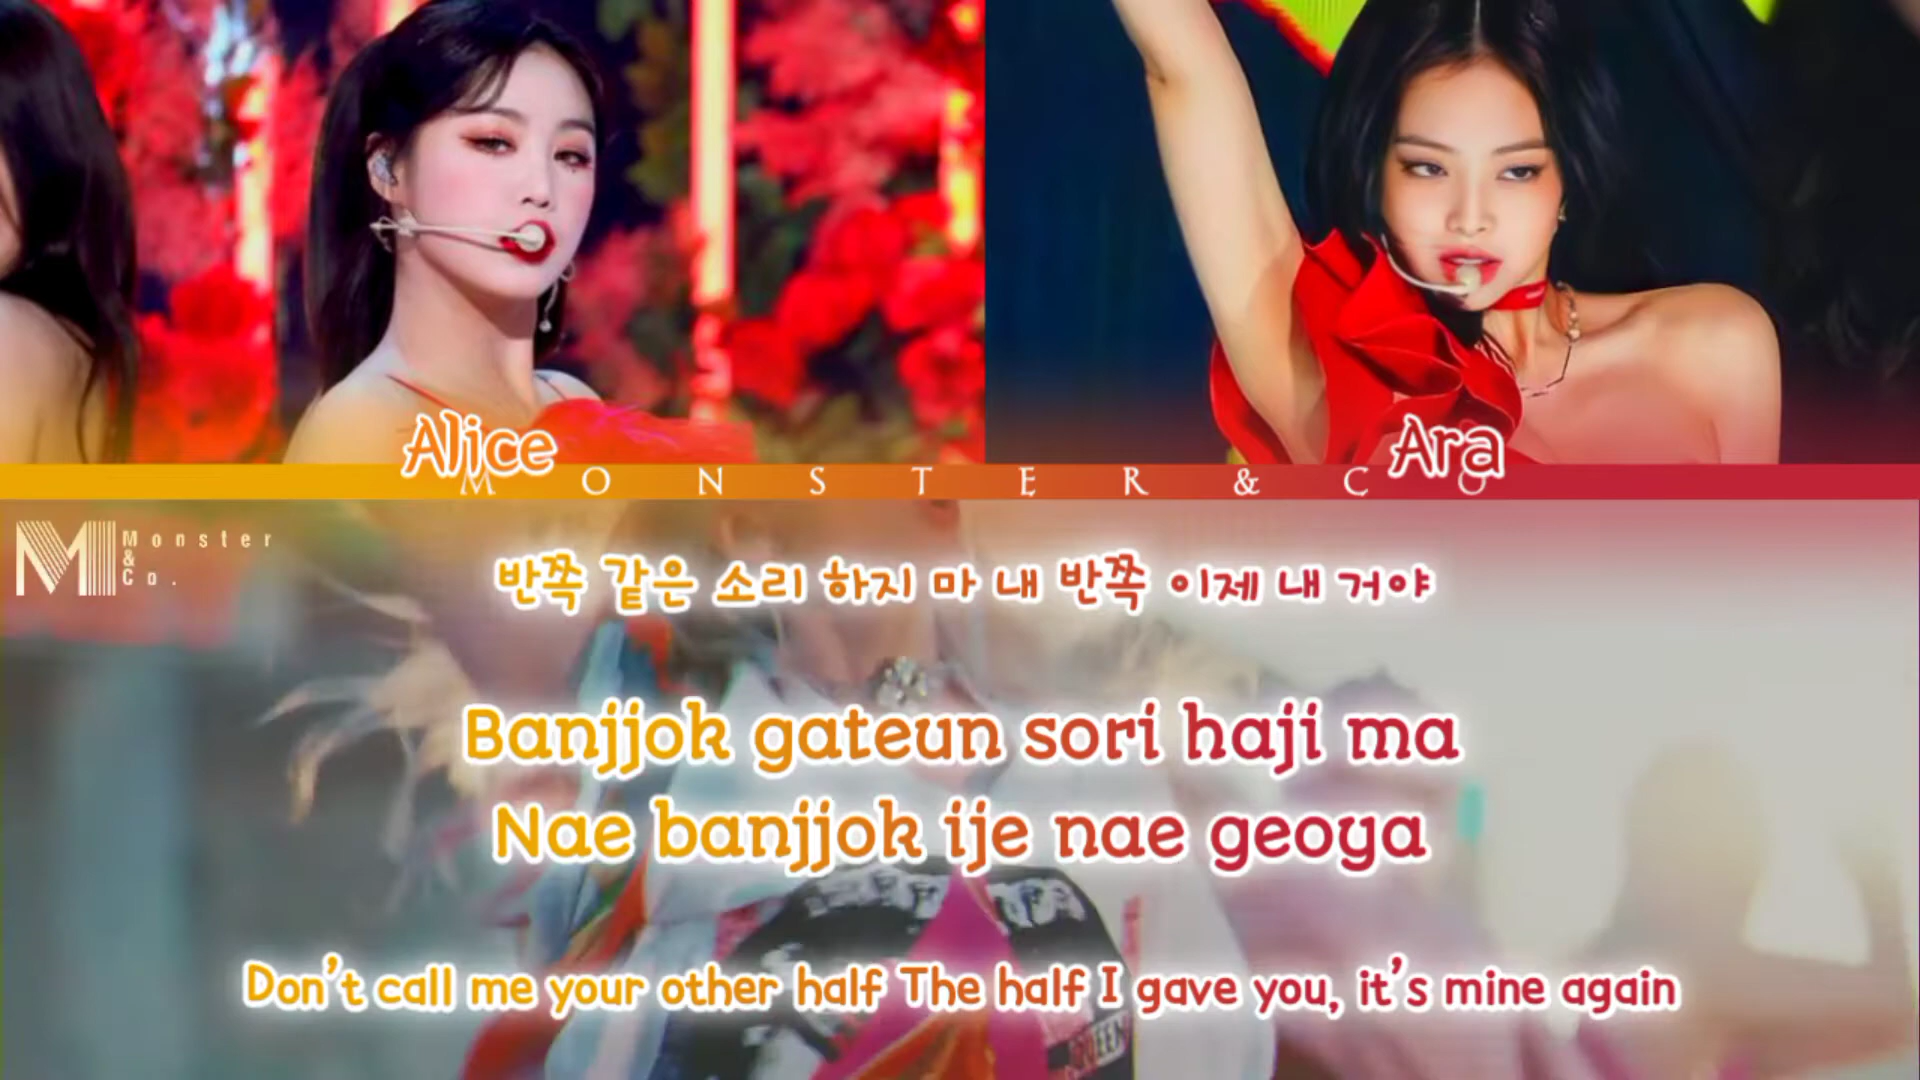 Alice
Ara
MONSTER&CO
Monster
&
Co.
반쪽 같은 소리 하지 마 내 반쪽 이제 내 거야
Banjjok gateun sori haji ma
Nae banjjok ije nae geoya
Don't call me your other half The half I gave you, it's mine again